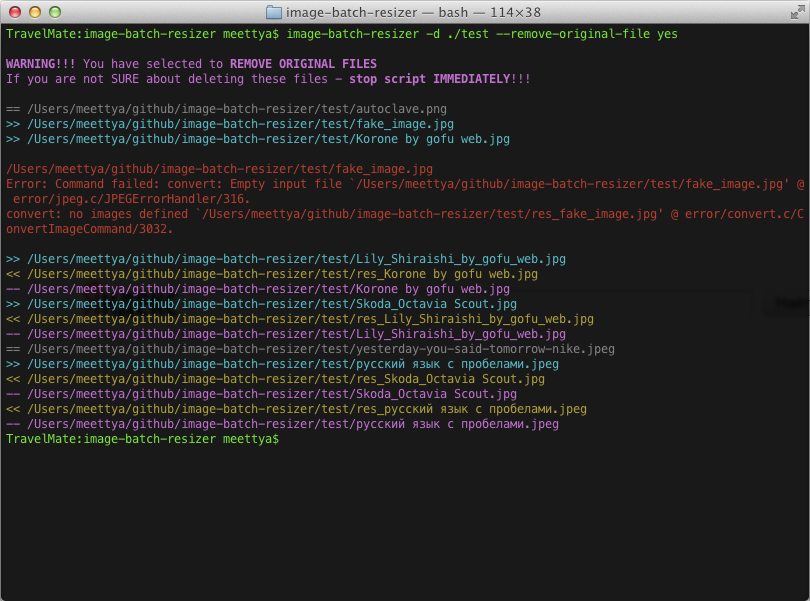 image-batch-resizer — bash — 114×38
TravelMate:image-batch-resizer meettya$ image-batch-resizer -d ./test --remove-original-file yes
WARNING!!! You have selected to REMOVE ORIGINAL FILES
If you are not SURE about deleting these files - stop script IMMEDIATELY!!!
== /Users/meettya/github/image-batch-resizer/test/autoclave.png
>> /Users/meettya/github/image-batch-resizer/test/fake_image.jpg
>> /Users/meettya/github/image-batch-resizer/test/Korone by gofu web.jpg
/Users/meettya/github/image-batch-resizer/test/fake_image.jpg
Error: Command failed: convert: Empty input file `/Users/meettya/github/image-batch-resizer/test/fake_image.jpg' @
error/jpeg.c/JPEGErrorHandler/316.
convert: no images defined `/Users/meettya/github/image-batch-resizer/test/res_fake_image.jpg' @ error/convert.c/C
onvertImageCommand/3032.
>> /Users/meettya/github/image-batch-resizer/test/Lily_Shiraishi_by_gofu_web.jpg
<< /Users/meettya/github/image-batch-resizer/test/res_Korone by gofu web.jpg
-- /Users/meettya/github/image-batch-resizer/test/Korone by gofu web.jpg
>> /Users/meettya/github/image-batch-resizer/test/Skoda_Octavia Scout.jpg
<< /Users/meettya/github/image-batch-resizer/test/res_Lily_Shiraishi_by_gofu_web.jpg
-- /Users/meettya/github/image-batch-resizer/test/Lily_Shiraishi_by_gofu_web.jpg
== /Users/meettya/github/image-batch-resizer/test/yesterday-you-said-tomorrow-nike.jpeg
>> /Users/meettya/github/image-batch-resizer/test/русский язык с пробелами.jpeg
<< /Users/meettya/github/image-batch-resizer/test/res_Skoda_Octavia Scout.jpg
-- /Users/meettya/github/image-batch-resizer/test/Skoda_Octavia Scout.jpg
<< /Users/meettya/github/image-batch-resizer/test/res_русский язык с пробелами.jpeg
-- /Users/meettya/github/image-batch-resizer/test/русский язык с пробелами.jpeg
TravelMate:image-batch-resizer meettya$